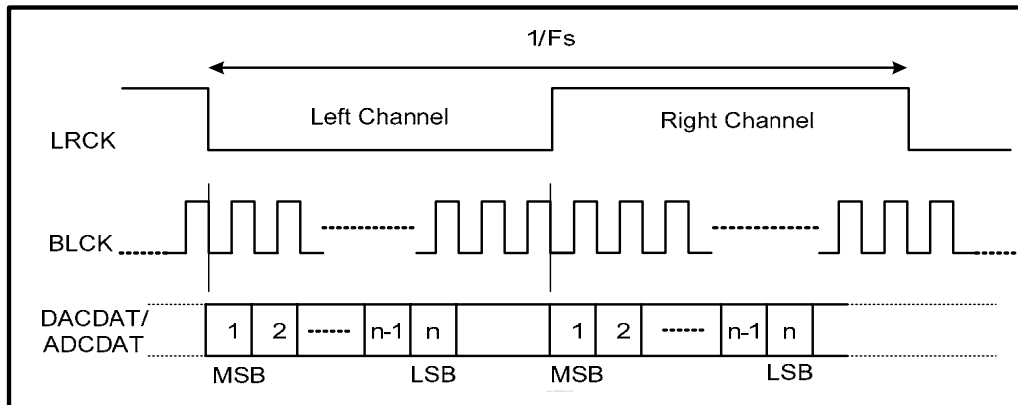 1/Fs
LRCK
Left Channel
Right Channel
BLCK
DACDAT/
ADCDAT
1 2 n-1 n 1 2 n-1 n
MSB LSB MSB LSB